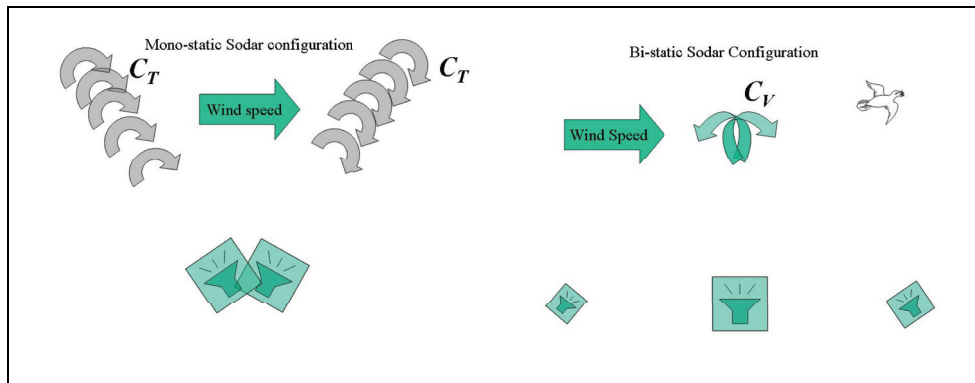 Mono-static Sodar configuration
Bi-static Sodar Configuration
C_T
C_T
C_V
Wind speed
Wind Speed